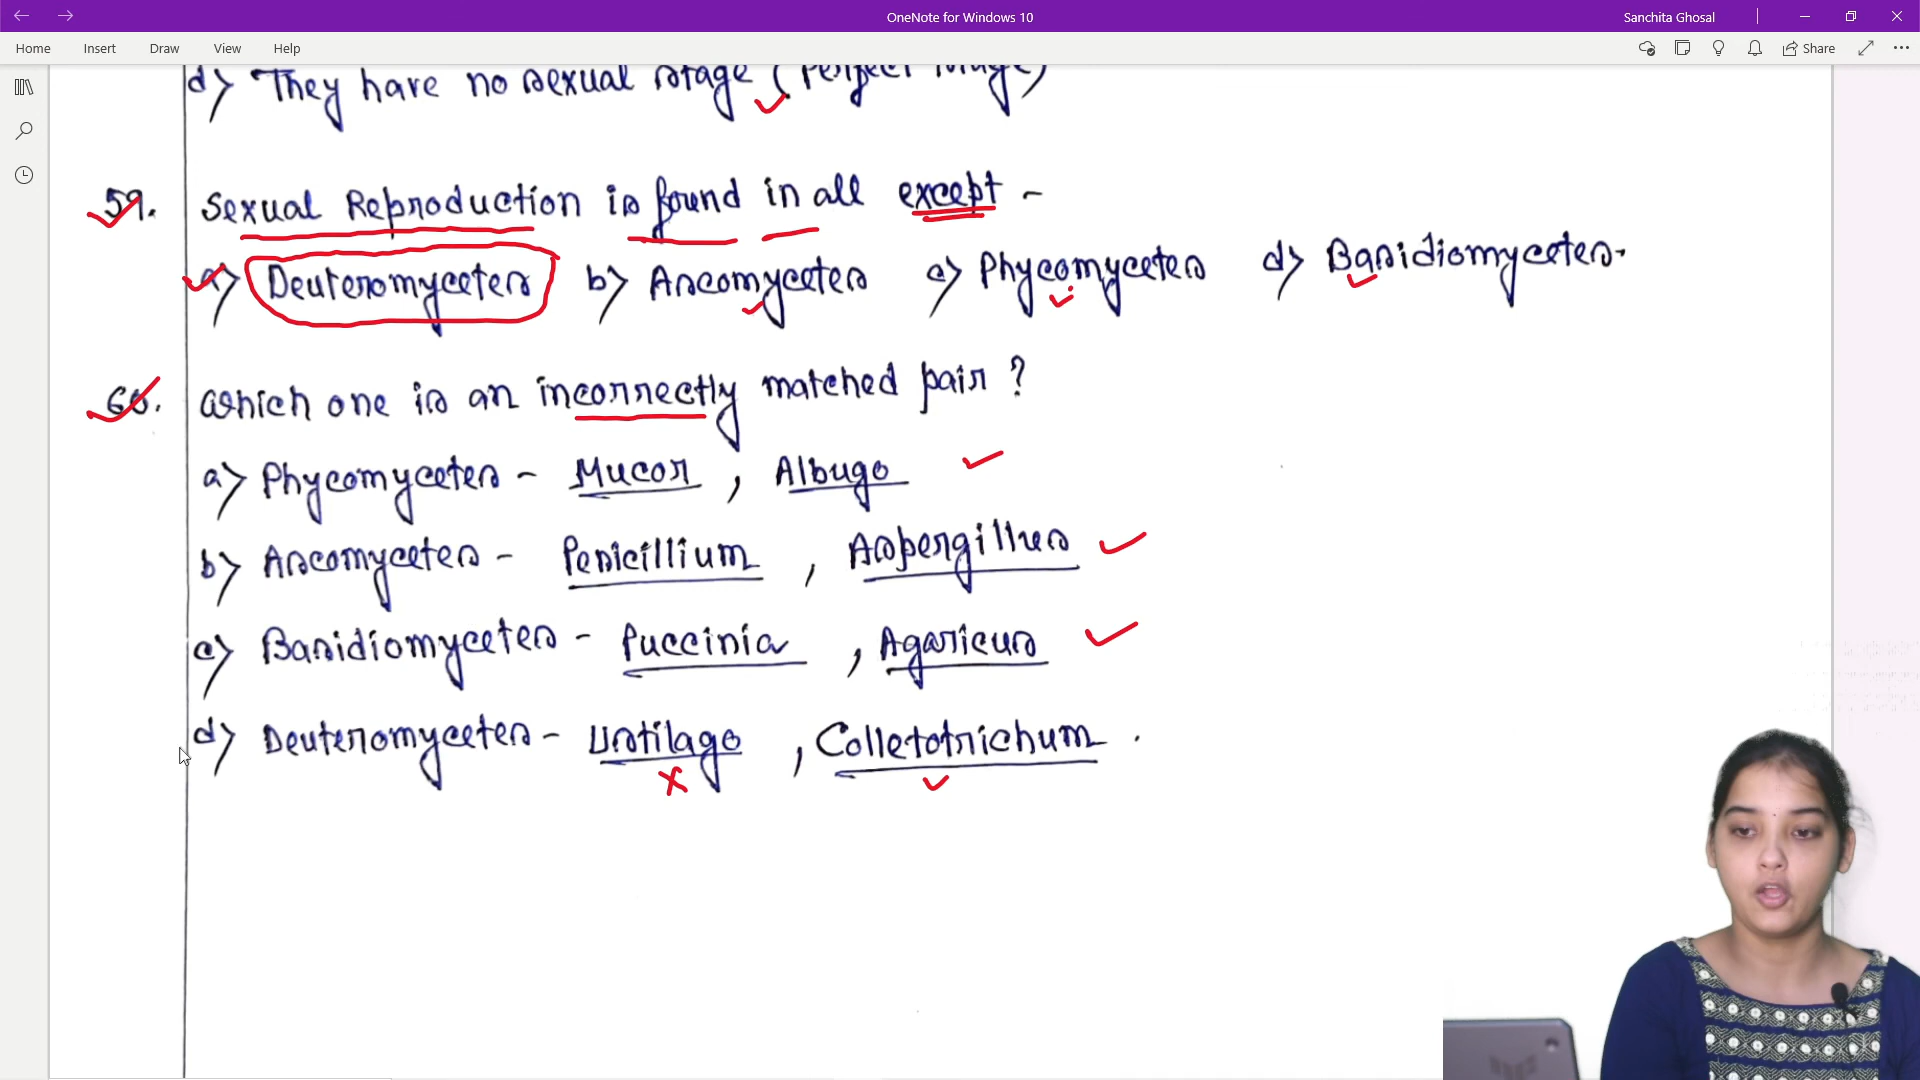 OneNote for Windows 10
Sanchita Ghosal
Home Insert Draw View Help
Share
d) They have no sexual stage (Perfect stage)
59. Sexual Reproduction is found in all except -
a) Deuteromycetes b) Ascomycetes c) Phycomycetes d) Basidiomycetes.
60. Which one is an incorrectly matched pair ?
a) Phycomycetes - Mucor , Albugo
b) Ascomycetes - Penicillium , Aspergillus
c) Basidiomycetes - Puccinia , Agaricus
d) Deuteromycetes - Ustilago , Colletotrichum .